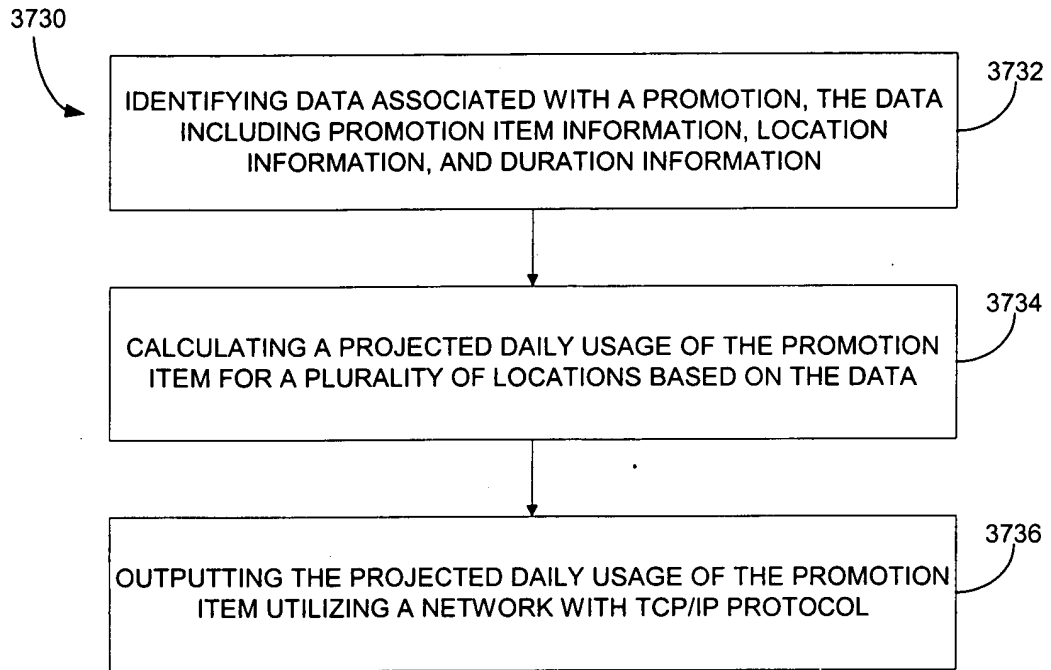 3730
3732
IDENTIFYING DATA ASSOCIATED WITH A PROMOTION, THE DATA
INCLUDING PROMOTION ITEM INFORMATION, LOCATION
INFORMATION, AND DURATION INFORMATION
3734
CALCULATING A PROJECTED DAILY USAGE OF THE PROMOTION
ITEM FOR A PLURALITY OF LOCATIONS BASED ON THE DATA
3736
OUTPUTTING THE PROJECTED DAILY USAGE OF THE PROMOTION
ITEM UTILIZING A NETWORK WITH TCP/IP PROTOCOL